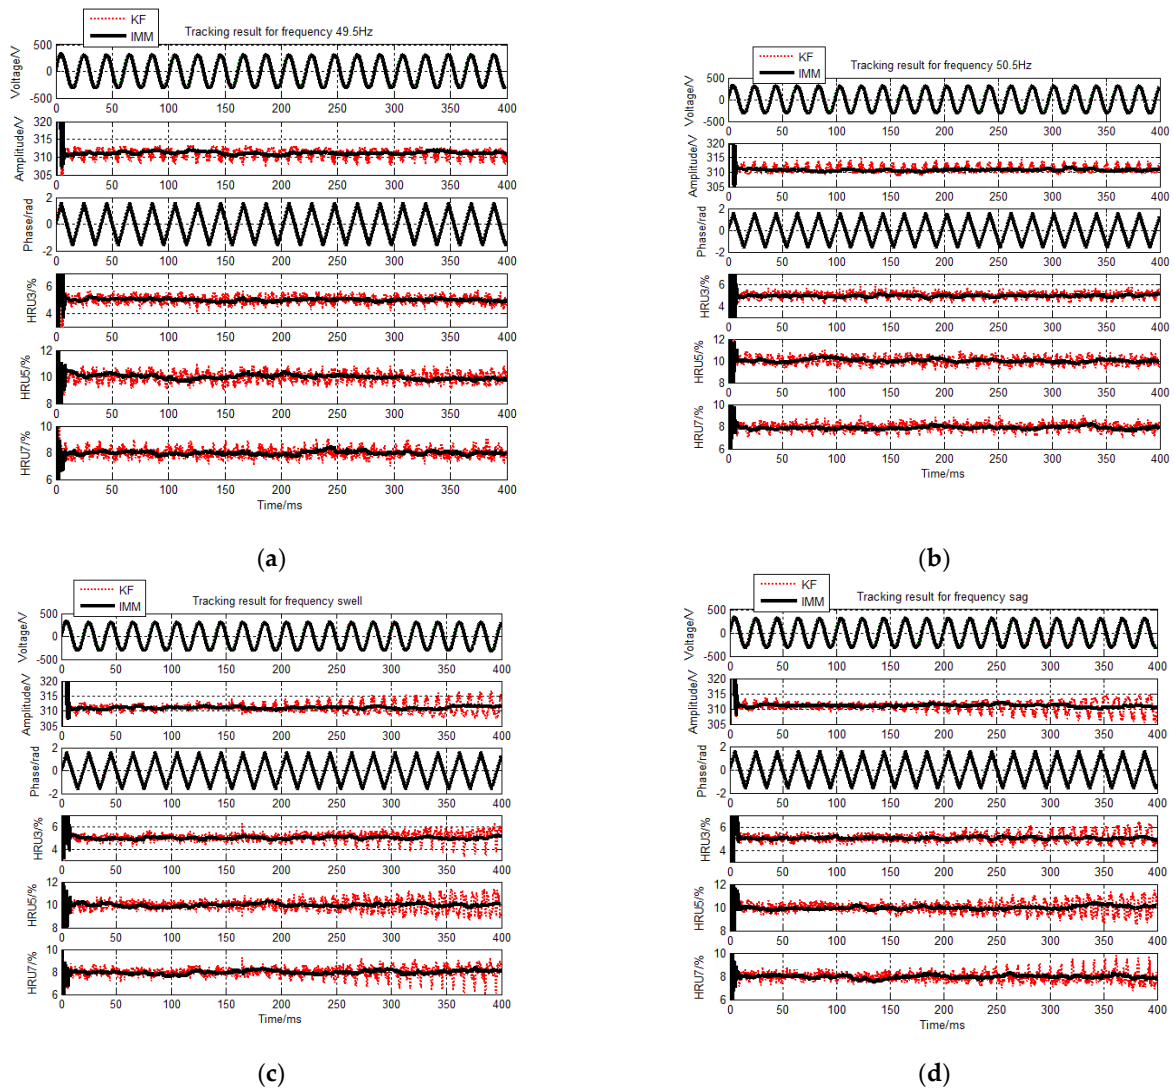 KF
IMM
Tracking result for frequency 49.5Hz
Voltage/V
500
0
-500
0 50 100 150 200 250 300 350 400
Amplitude/V
320
315
310
305
0 50 100 150 200 250 300 350 400
Phase/rad
2
0
-2
0 50 100 150 200 250 300 350 400
HRU3/%
6
4
0 50 100 150 200 250 300 350 400
HRU5/%
12
10
8
0 50 100 150 200 250 300 350 400
HRU7/%
10
8
6
0 50 100 150 200 250 300 350 400
Time/ms
(a)
KF
IMM
Tracking result for frequency 50.5Hz
Voltage/V
500
0
-500
0 50 100 150 200 250 300 350 400
Amplitude/V
320
315
310
305
0 50 100 150 200 250 300 350 400
Phase/rad
2
0
-2
0 50 100 150 200 250 300 350 400
HRU3/%
6
4
0 50 100 150 200 250 300 350 400
HRU5/%
12
10
8
0 50 100 150 200 250 300 350 400
HRU7/%
10
8
6
0 50 100 150 200 250 300 350 400
Time/ms
(b)
KF
IMM
Tracking result for frequency swell
Voltage/V
500
0
-500
0 50 100 150 200 250 300 350 400
Amplitude/V
320
315
310
305
0 50 100 150 200 250 300 350 400
Phase/rad
2
0
-2
0 50 100 150 200 250 300 350 400
HRU3/%
6
4
0 50 100 150 200 250 300 350 400
HRU5/%
12
10
8
0 50 100 150 200 250 300 350 400
HRU7/%
10
8
6
0 50 100 150 200 250 300 350 400
Time/ms
(c)
KF
IMM
Tracking result for frequency sag
Voltage/V
500
0
-500
0 50 100 150 200 250 300 350 400
Amplitude/V
320
315
310
305
0 50 100 150 200 250 300 350 400
Phase/rad
2
0
-2
0 50 100 150 200 250 300 350 400
HRU3/%
6
4
0 50 100 150 200 250 300 350 400
HRU5/%
12
10
8
0 50 100 150 200 250 300 350 400
HRU7/%
10
8
6
0 50 100 150 200 250 300 350 400
Time/ms
(d)